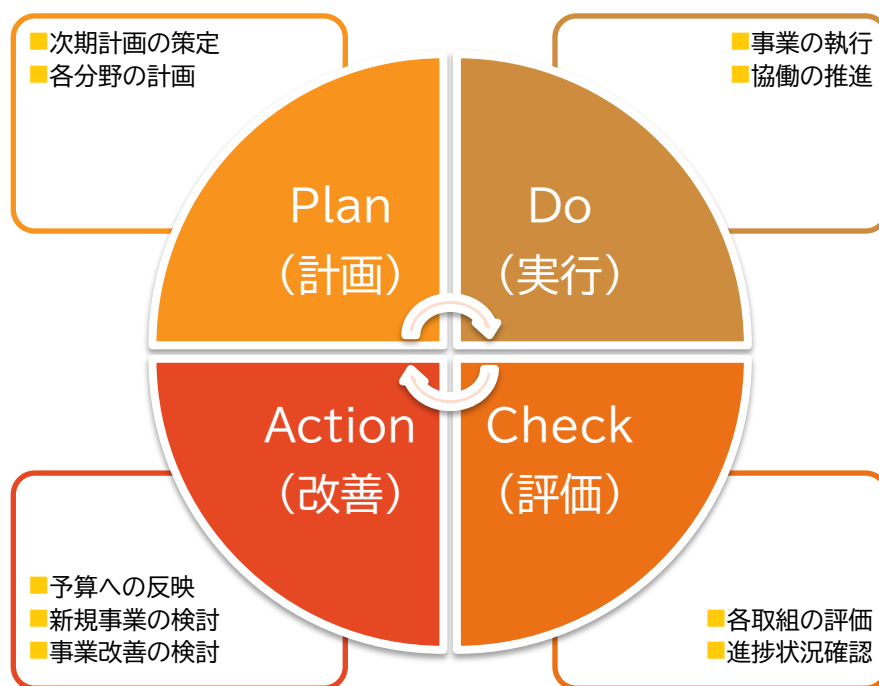 ■次期計画の策定
■各分野の計画
■事業の執行
■協働の推進
Plan
（計画）
Do
（実行）
Action
（改善）
Check
（評価）
■予算への反映
■新規事業の検討
■事業改善の検討
■各取組の評価
■進捗状況確認